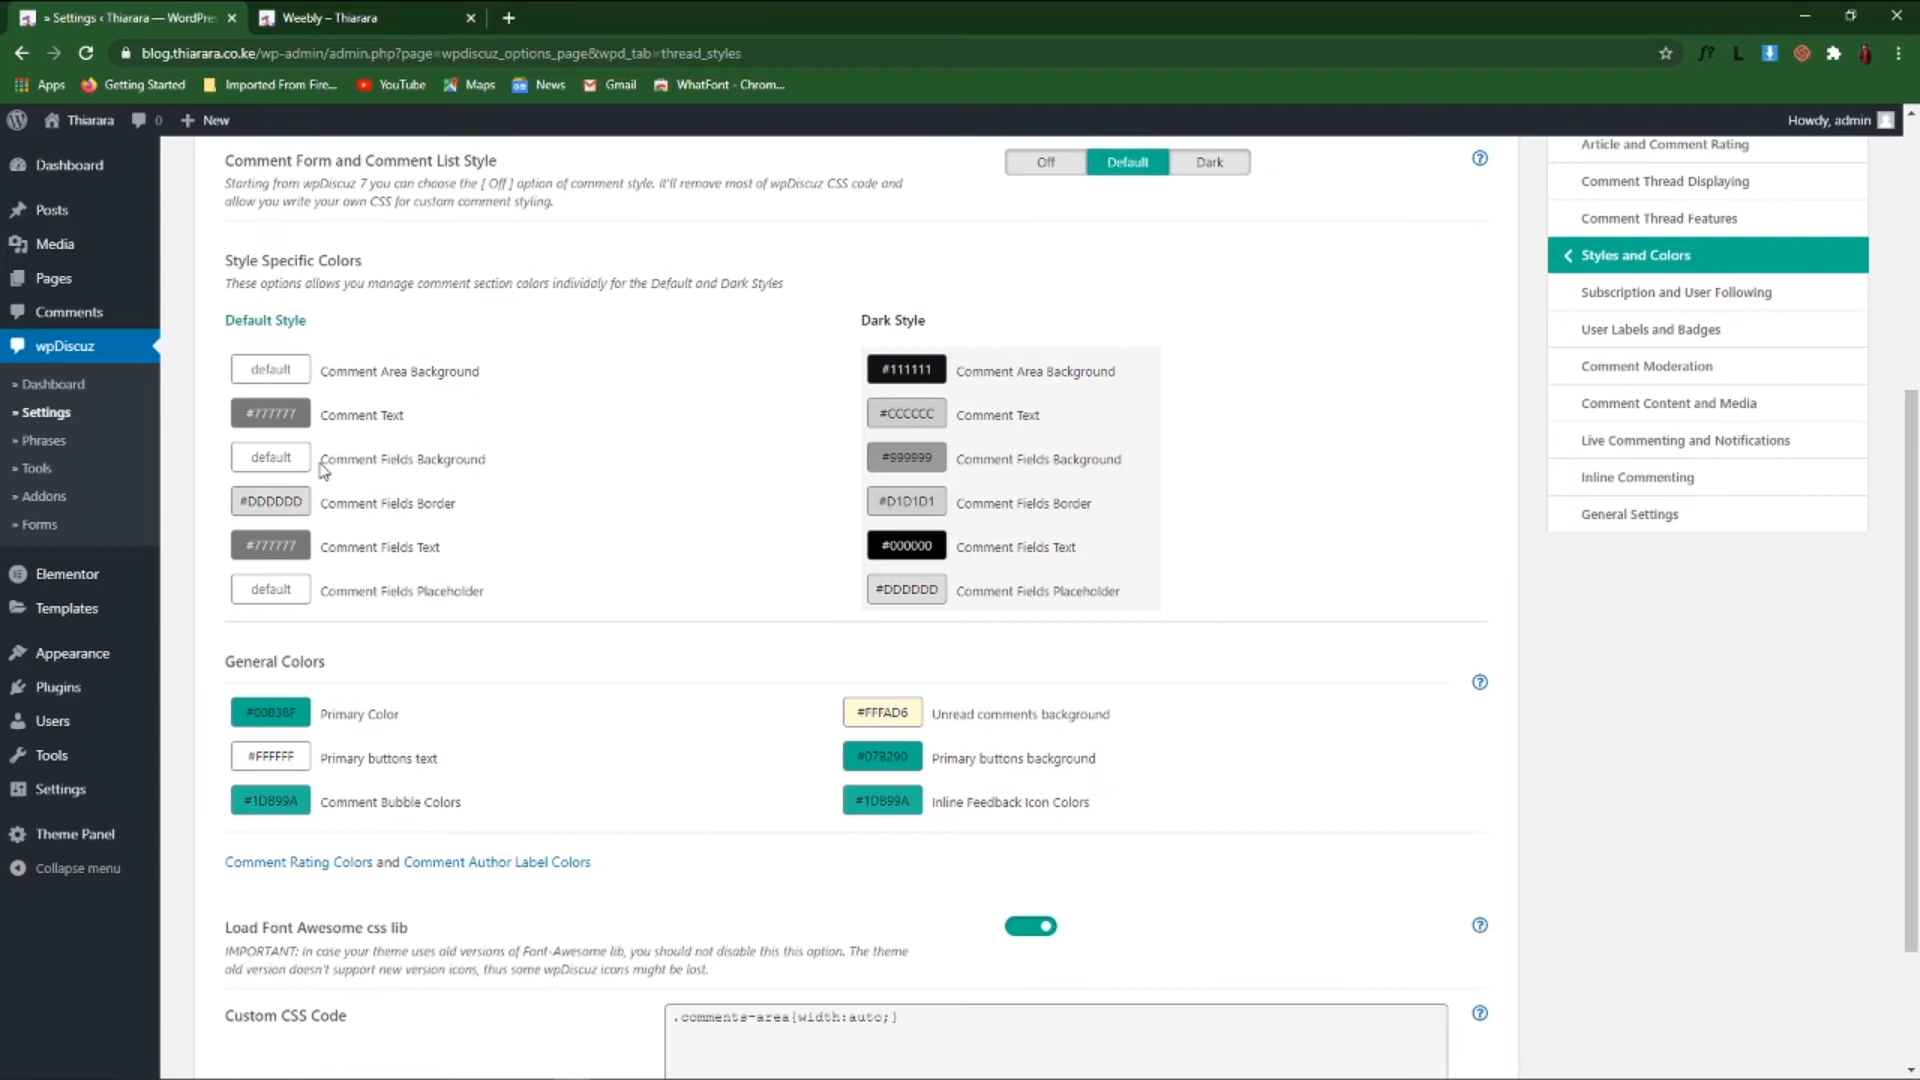 » Settings ‹ Thiarara — WordPre
Weebly – Thiarara
blog.thiarara.co.ke/wp-admin/admin.php?page=wpdiscuz_options_page&wpd_tab=thread_styles
Apps
Getting Started
Imported From Fire...
YouTube
Maps
News
Gmail
WhatFont - Chrom...
Thiarara
0
New
Howdy, admin
Dashboard
Posts
Media
Pages
Comments
wpDiscuz
» Dashboard
» Settings
» Phrases
» Tools
» Addons
» Forms
Elementor
Templates
Appearance
Plugins
Users
Tools
Settings
Theme Panel
Collapse menu
Comment Form and Comment List Style
Off
Default
Dark
Starting from wpDiscuz 7 you can choose the [ Off ] option of comment style. It'll remove most of wpDiscuz CSS code and
allow you write your own CSS for custom comment styling.
Style Specific Colors
These options allows you manage comment section colors individaly for the Default and Dark Styles
Default Style
default Comment Area Background
#777777 Comment Text
default Comment Fields Background
#DDDDDD Comment Fields Border
#777777 Comment Fields Text
default Comment Fields Placeholder
Dark Style
#111111 Comment Area Background
#CCCCCC Comment Text
#999999 Comment Fields Background
#D1D1D1 Comment Fields Border
#000000 Comment Fields Text
#DDDDDD Comment Fields Placeholder
General Colors
#00B38F Primary Color
#FFFAD6 Unread comments background
#FFFFFF Primary buttons text
#07B290 Primary buttons background
#1DB99A Comment Bubble Colors
#1DB99A Inline Feedback Icon Colors
Comment Rating Colors and Comment Author Label Colors
Load Font Awesome css lib
IMPORTANT: In case your theme uses old versions of Font-Awesome lib, you should not disable this this option. The theme
old version doesn't support new version icons, thus some wpDiscuz icons might be lost.
Custom CSS Code
.comments-area{width:auto;}
Article and Comment Rating
Comment Thread Displaying
Comment Thread Features
Styles and Colors
Subscription and User Following
User Labels and Badges
Comment Moderation
Comment Content and Media
Live Commenting and Notifications
Inline Commenting
General Settings